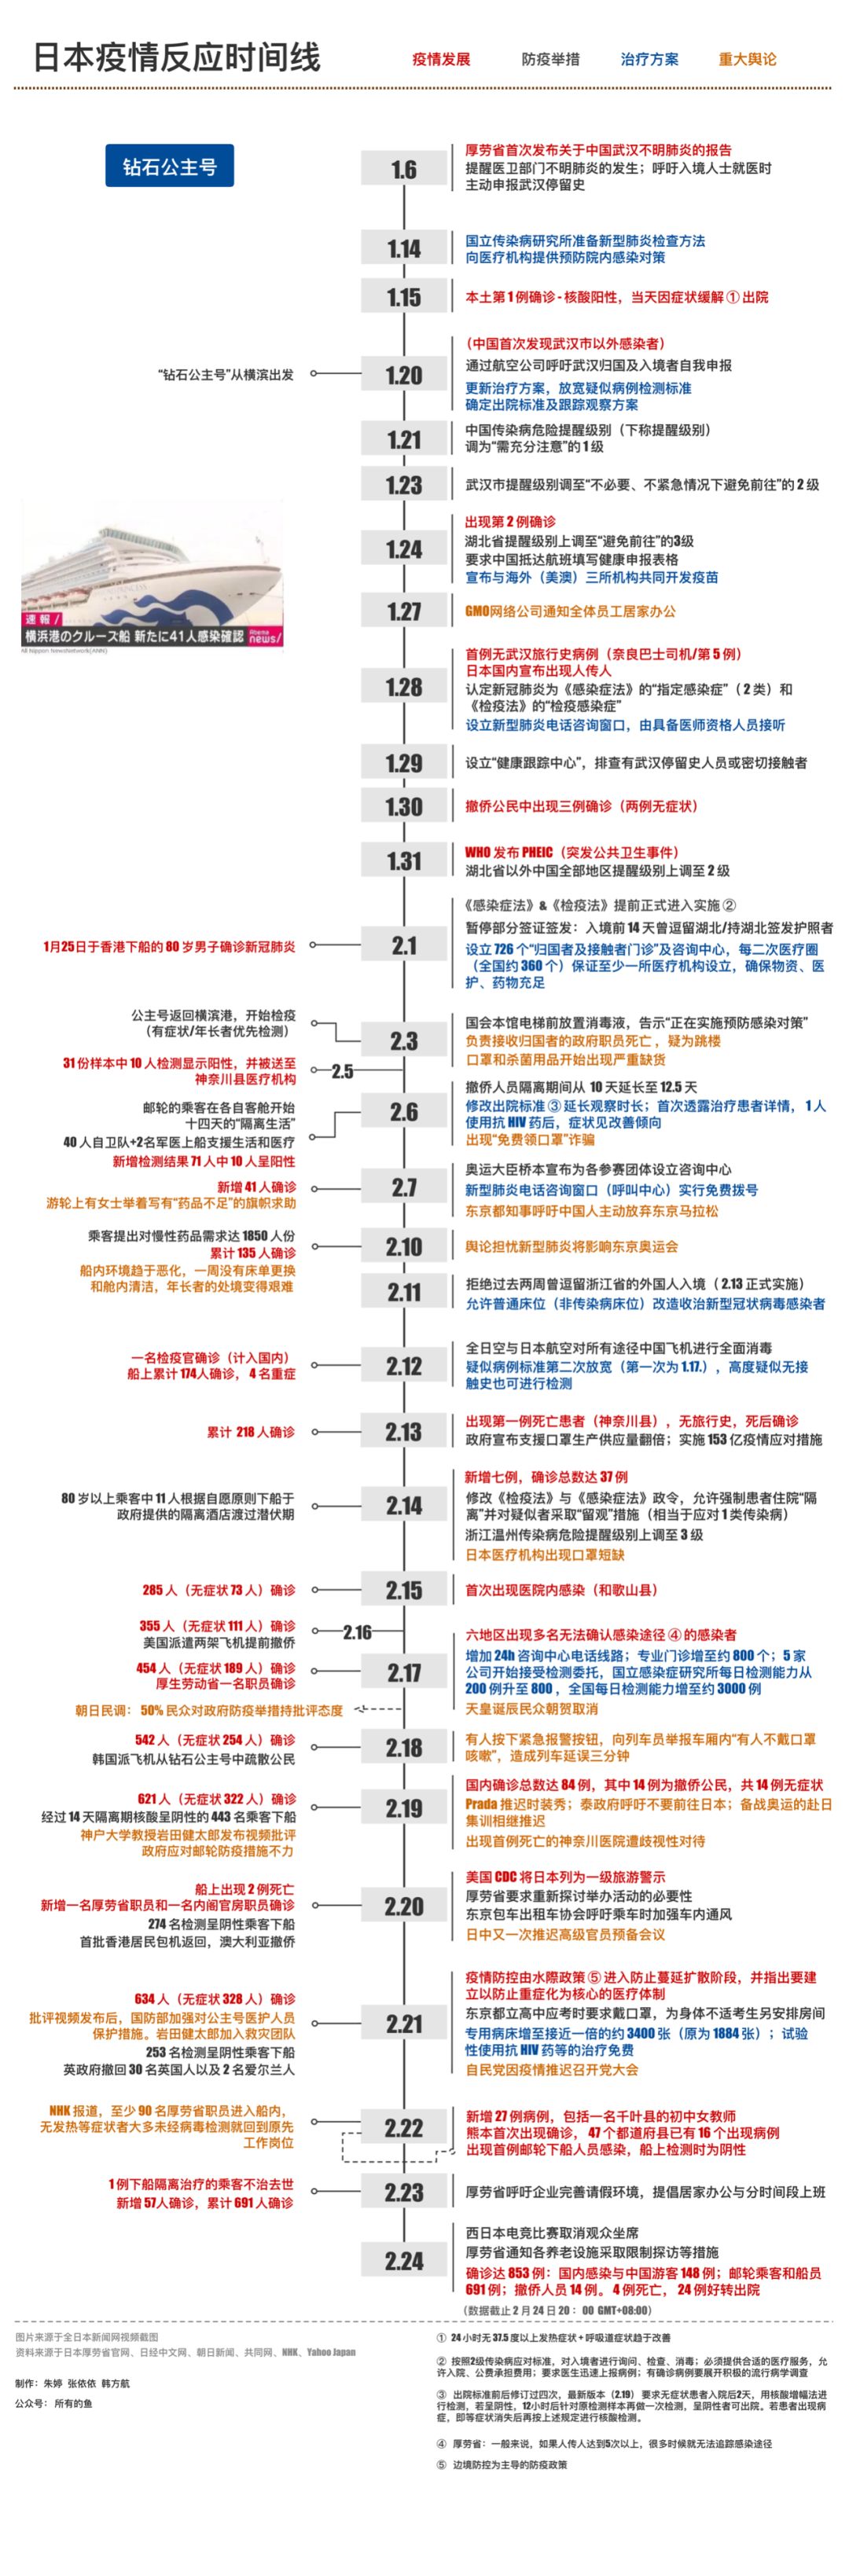 日本疫情反应时间线
疫情发展
防疫举措
治疗方案
重大舆论
钻石公主号
1.6
厚劳省首次发布关于中国武汉不明肺炎的报告
提醒医卫部门不明肺炎的发生；呼吁入境人士就医时
主动申报武汉停留史
1.14
国立传染病研究所准备新型肺炎检查方法
向医疗机构提供预防院内感染对策
1.15
本土第1例确诊-核酸阳性，当天因症状缓解①出院
“钻石公主号”从横滨出发
1.20
（中国首次发现武汉市以外感染者）
通过航空公司呼吁武汉归国及入境者自我申报
更新治疗方案，放宽疑似病例检测标准
确定出院标准及跟踪观察方案
1.21
中国传染病危险提醒级别（下称提醒级别）
调为“需充分注意”的1级
1.23
武汉市提醒级别调至“不必要、不紧急情况下避免前往”的2级
速報/
横浜港のクルーズ船 新たに41人感染確認
Abema
news/
All Nippon NewsNetwork(ANN)
1.24
出现第2例确诊
湖北省提醒级别上调至“避免前往”的3级
要求中国抵达航班填写健康申报表格
宣布与海外（美澳）三所机构共同开发疫苗
1.27
GMO网络公司通知全体员工居家办公
1.28
首例无武汉旅行史病例（奈良巴士司机/第5例）
日本国内宣布出现人传人
认定新冠肺炎为《感染症法》的“指定感染症”（2类）和
《检疫法》的“检疫感染症”
设立新型肺炎电话咨询窗口，由具备医师资格人员接听
1.29
设立“健康跟踪中心”，排查有武汉停留史人员或密切接触者
1.30
撤侨公民中出现三例确诊（两例无症状）
1.31
WHO 发布 PHEIC（突发公共卫生事件）
湖北省以外中国全部地区提醒级别上调至2级
1月25日于香港下船的80岁男子确诊新冠肺炎
2.1
《感染症法》&《检疫法》提前正式进入实施②
暂停部分签证签发：入境前14天曾逗留湖北/持湖北签发护照者
设立726个“归国者及接触者门诊”及咨询中心，每二次医疗圈
（全国约360个）保证至少一所医疗机构设立，确保物资、医
护、药物充足
公主号返回横滨港，开始检疫
（有症状/年长者优先检测）
2.3
国会本馆电梯前放置消毒液，告示“正在实施预防感染对策”
负责接收归国者的政府职员死亡，疑为跳楼
口罩和杀菌用品开始出现严重缺货
31份样本中10人检测显示阳性，并被送至
神奈川县医疗机构
2.5
邮轮的乘客在各自客舱开始
十四天的“隔离生活”
40人自卫队+2名军医上船支援生活和医疗
新增检测结果71人中10人呈阳性
2.6
撤侨人员隔离期间从 10天延长至12.5天
修改出院标准③延长观察时长；首次透露治疗患者详情，1人
使用抗HIV药后，症状见改善倾向
出现“免费领口罩”诈骗
新增41人确诊
游轮上有女士举着写有“药品不足”的旗帜求助
2.7
奥运大臣桥本宣布为各参赛团体设立咨询中心
新型肺炎电话咨询窗口（呼叫中心）实行免费拨号
东京都知事呼吁中国人主动放弃东京马拉松
乘客提出对慢性药品需求达1850人份
累计135人确诊
船内环境趋于恶化，一周没有床单更换
和舱内清洁，年长者的处境变得艰难
2.10
舆论担忧新型肺炎将影响东京奥运会
2.11
拒绝过去两周曾逗留浙江省的外国人入境（2.13正式实施）
允许普通床位（非传染病床位）改造收治新型冠状病毒感染者
一名检疫官确诊（计入国内）
船上累计174人确诊，4名重症
2.12
全日空与日本航空对所有途径中国飞机进行全面消毒
疑似病例标准第二次放宽（第一次为1.17.），高度疑似无接
触史也可进行检测
累计 218人确诊
2.13
出现第一例死亡患者（神奈川县），无旅行史，死后确诊
政府宣布支援口罩生产供应量翻倍；实施153亿疫情应对措施
80岁以上乘客中11人根据自愿原则下船于
政府提供的隔离酒店渡过潜伏期
2.14
新增七例，确诊总数达37例
修改《检疫法》与《感染症法》政令，允许强制患者住院“隔
离”并对疑似者采取“留观”措施（相当于应对1类传染病）
浙江温州传染病危险提醒级别上调至3级
日本医疗机构出现口罩短缺
285人（无症状73人）确诊
2.15
首次出现医院内感染（和歌山县）
355人（无症状111人）确诊
美国派遣两架飞机提前撤侨
2.16
454人（无症状189人）确诊
厚生劳动省一名职员确诊
2.17
六地区出现多名无法确认感染途径④的感染者
增加24h咨询中心电话线路；专业门诊增至约800个；5家
公司开始接受检测委托，国立感染症研究所每日检测能力从
200例升至800，全国每日检测能力增至约3000例
天皇诞辰民众朝贺取消
朝日民调：50%民众对政府防疫举措持批评态度
542人（无症状254人）确诊
韩国派飞机从钻石公主号中疏散公民
2.18
有人按下紧急报警按钮，向列车员举报车厢内“有人不戴口罩
咳嗽”，造成列车延误三分钟
621人（无症状322人）确诊
经过14天隔离期核酸呈阴性的443名乘客下船
神户大学教授岩田健太郎发布视频批评
政府应对邮轮防疫措施不力
2.19
国内确诊总数达84例，其中14例为撤侨公民，共14例无症状
Prada推迟时装秀；泰政府呼吁不要前往日本；备战奥运的赴日
集训相继推迟
出现首例死亡的神奈川医院遭歧视性对待
船上出现2例死亡
新增一名厚劳省职员和一名内阁官房职员确诊
274名检测呈阴性乘客下船
首批香港居民包机返回，澳大利亚撤侨
2.20
美国CDC将日本列为一级旅游警示
厚劳省要求重新探讨举办活动的必要性
东京包车出租车协会呼吁乘车时加强车内通风
日中又一次推迟高级官员预备会议
634人（无症状328人）确诊
批评视频发布后，国防部加强对公主号医护人员
保护措施。岩田健太郎加入救灾团队
253名检测呈阴性乘客下船
英政府撤回30名英国人以及2名爱尔兰人
2.21
疫情防控由水際政策⑤进入防止蔓延扩散阶段，并指出要建
立以防止重症化为核心的医疗体制
东京都立高中应考时要求戴口罩，为身体不适考生另安排房间
专用病床增至接近一倍的约3400张（原为1884张）；试验
性使用抗HIV药等的治疗免费
自民党因疫情推迟召开党大会
NHK报道，至少90名厚劳省职员进入船内，
无发热等症状者大多未经病毒检测就回到原先
工作岗位
2.22
新增27例病例，包括一名千叶县的初中女教师
熊本首次出现确诊，47个都道府县已有16个出现病例
出现首例邮轮下船人员感染，船上检测时为阴性
1例下船隔离治疗的乘客不治去世
新增57人确诊，累计691人确诊
2.23
厚劳省呼吁企业完善请假环境，提倡居家办公与分时间段上班
2.24
西日本电竞比赛取消观众坐席
厚劳省通知各养老设施采取限制探访等措施
确诊达853例：国内感染与中国游客148例；邮轮乘客和船员
691例；撤侨人员14例。4例死亡，24例好转出院
（数据截止2月24日20：00 GMT+08:00）
图片来源于全日本新闻网视频截图
资料来源于日本厚劳省官网、日经中文网、朝日新闻、共同网、NHK、Yahoo Japan
制作：朱婷 张依依 韩方航
公众号：所有的鱼
① 24小时无37.5度以上发热症状+呼吸道症状趋于改善
② 按照2级传染病应对标准，对入境者进行询问、检查、消毒；必须提供合适的医疗服务，允
许入院、公费承担费用；要求医生迅速上报病例；有确诊病例要展开积极的流行病学调查
③ 出院标准前后修订过四次，最新版本（2.19）要求无症状患者入院后2天，用核酸增幅法进
行检测，若呈阴性，12小时后针对原检测样本再做一次检测，呈阴性者可出院。若患者出现病
症，即等症状消失后再按上述规定进行核酸检测。
④ 厚劳省：一般来说，如果人传人达到5次以上，很多时候就无法追踪感染途径
⑤ 边境防控为主导的防疫政策